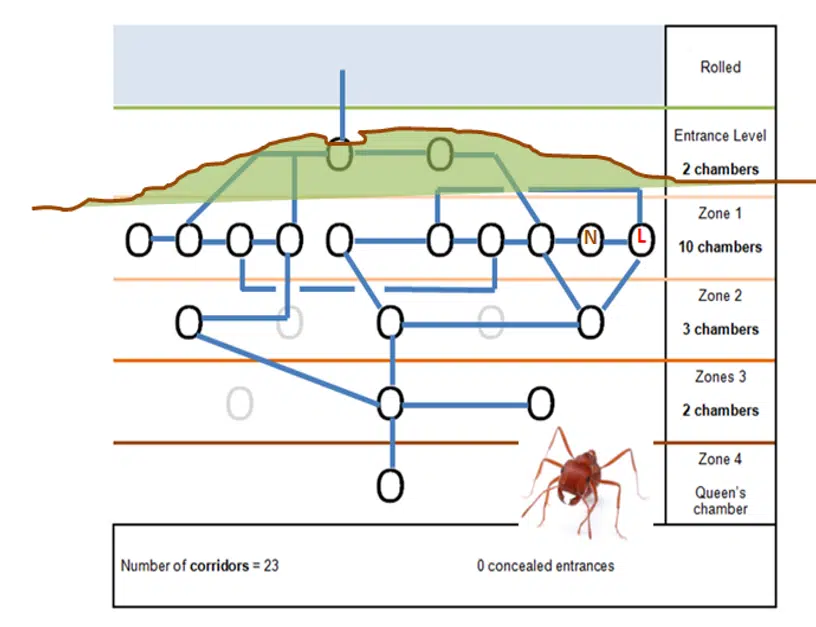 Rolled
Entrance Level
2 chambers
Zone 1
10 chambers
N
L
Zone 2
3 chambers
Zones 3
2 chambers
Zone 4
Queen's
chamber
Number of corridors = 23
0 concealed entrances